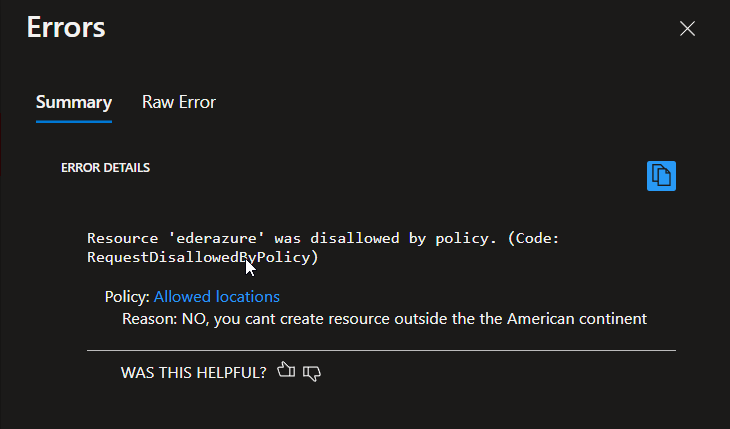 Errors
Summary Raw Error
ERROR DETAILS
Resource 'ederazure' was disallowed by policy. (Code:
RequestDisallowedByPolicy)
Policy: Allowed locations
Reason: NO, you cant create resource outside the the American continent
WAS THIS HELPFUL?